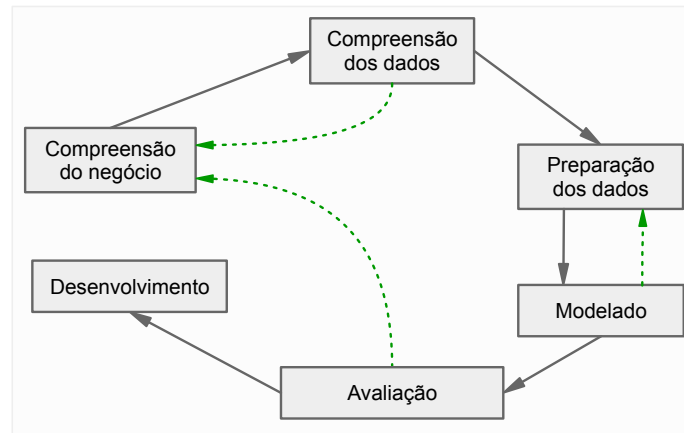 Compreensão
dos dados
Compreensão
do negócio
Preparação
dos dados
Desenvolvimento
Modelado
Avaliação